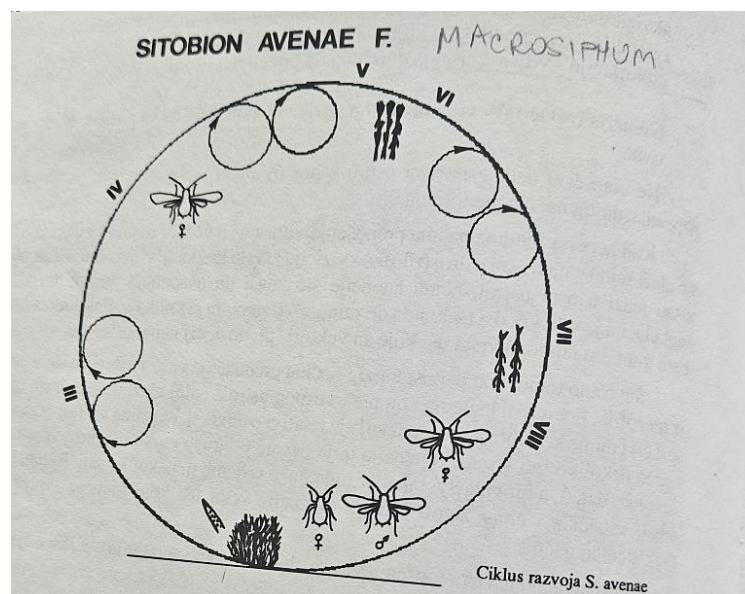 SITOBION AVENAE F. MACROSIPHUM
V
VI
IV
VII
III
VIII
♀
♀
♀ ♂
Ciklus razvoja S. avenae